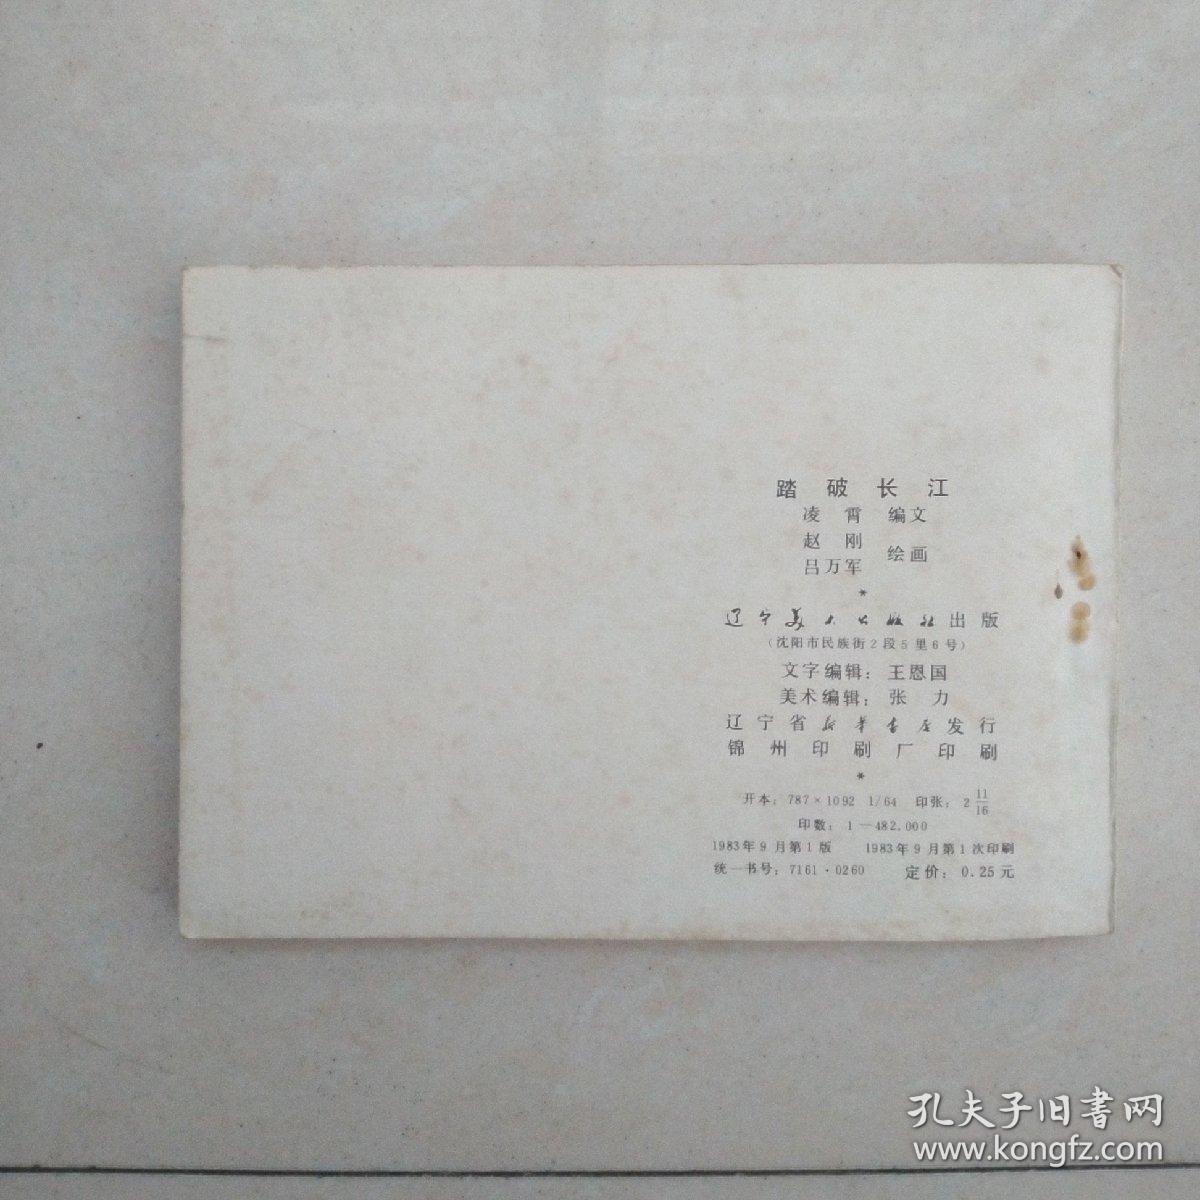 踏破长江
凌霄 编文
赵刚
吕万军 绘画
*
辽宁美术出版社出版
(沈阳市民族街2段5里6号)
文字编辑：王恩国
美术编辑：张力
辽宁省新华书店发行
锦州印刷厂印刷
*
开本：787×1092 1/64 印张：2 11/16
印数：1—482,000
1983年9月第1版 1983年9月第1次印刷
统一书号：7161·0260 定价：0.25元
孔夫子旧书网
www.kongfz.com